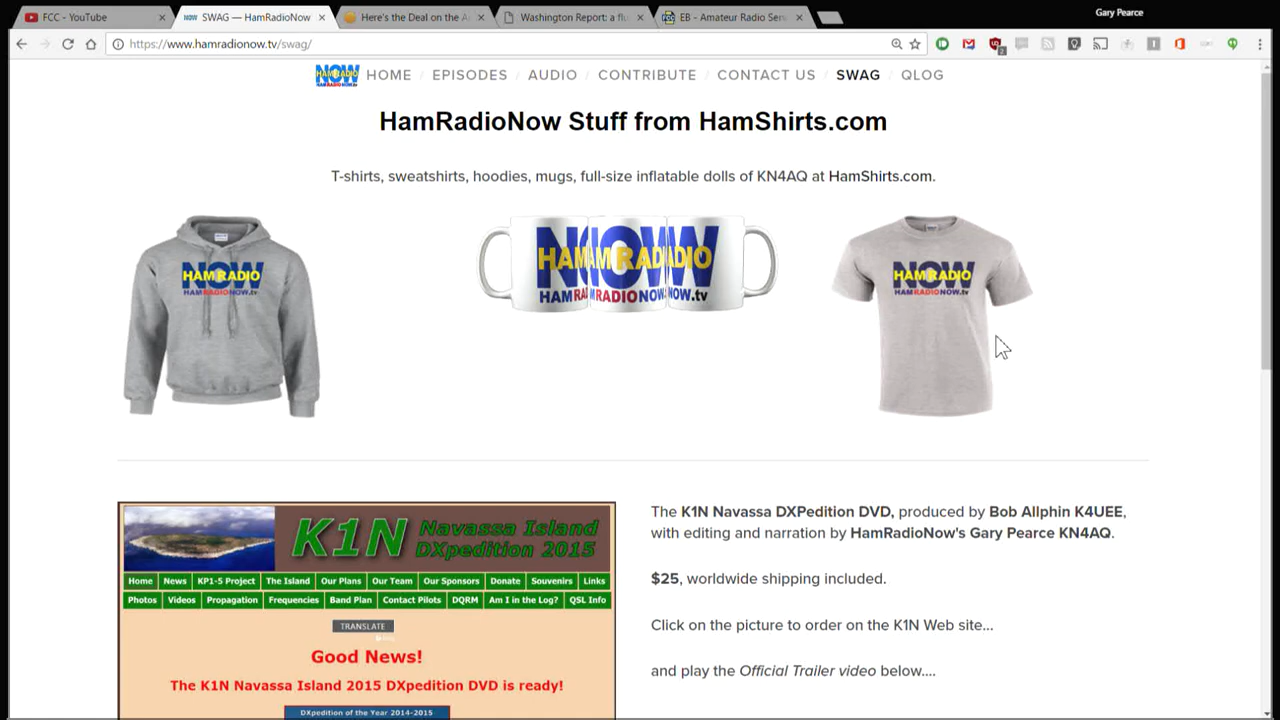 Gary Pearce
FCC - YouTube
SWAG — HamRadioNow
Here's the Deal on the A
Washington Report: a flu
EB - Amateur Radio Serv
https://www.hamradionow.tv/swag/
NOW HAM RADIO HAMRADIONOW.tv
HOME / EPISODES / AUDIO / CONTRIBUTE / CONTACT US / SWAG / QLOG
HamRadioNow Stuff from HamShirts.com
T-shirts, sweatshirts, hoodies, mugs, full-size inflatable dolls of KN4AQ at HamShirts.com.
NOW
HAM RADIO
HAMRADIONOW.tv
NOW
HAM RADIO
HAMRADIONOW.tv
NOW
HAM RADIO
HAMRADIONOW.tv
K1N Navassa Island
DXpedition 2015
Home News KP1-5 Project The Island Our Plans Our Team Our Sponsors Donate Souvenirs Links
Photos Videos Propagation Frequencies Band Plan Contact Pilots DQRM Am I in the Log? QSL Info
TRANSLATE
Good News!
The K1N Navassa Island 2015 DXpedition DVD is ready!
DXpedition of the Year 2014-2015
The K1N Navassa DXPedition DVD, produced by Bob Allphin K4UEE,
with editing and narration by HamRadioNow's Gary Pearce KN4AQ.
$25, worldwide shipping included.
Click on the picture to order on the K1N Web site...
and play the Official Trailer video below....